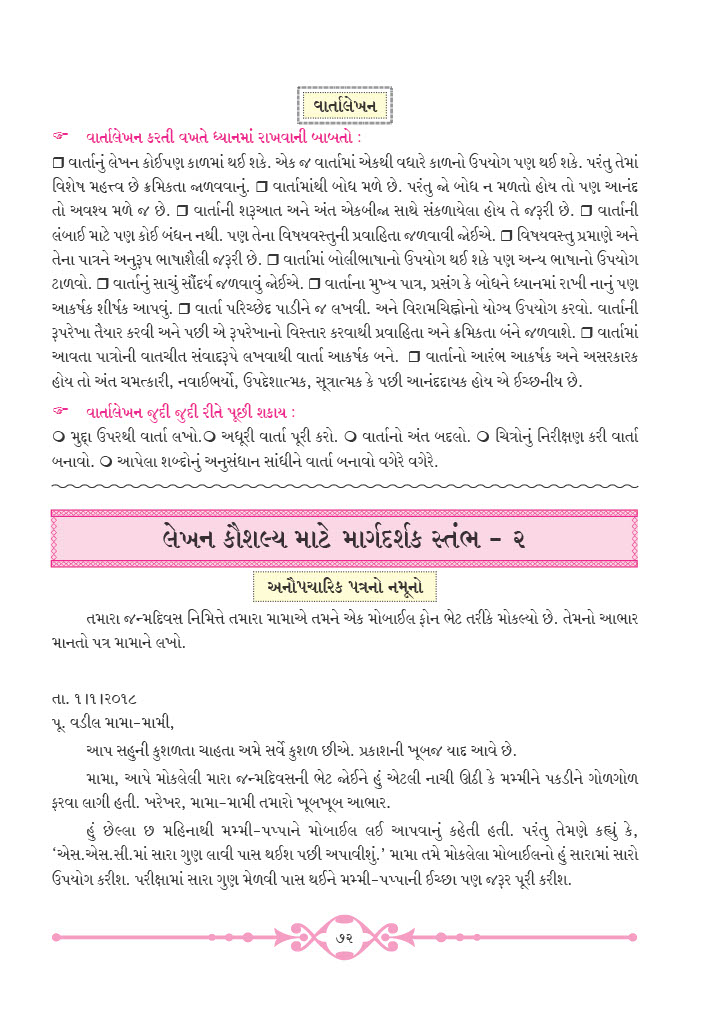 વાર્તાલેખન
☞ વાર્તાલેખન કરતી વખતે ધ્યાનમાં રાખવાની બાબતો :
❒ વાર્તાનું લેખન કોઈપણ કાળમાં થઈ શકે. એક જ વાર્તામાં એકથી વધારે કાળનો ઉપયોગ પણ થઈ શકે. પરંતુ તેમાં
વિશેષ મહત્ત્વ છે ક્રમિકતા જાળવવાનું. ❒ વાર્તામાંથી બોધ મળે છે. પરંતુ જો બોધ ન મળતો હોય તો પણ આનંદ
તો અવશ્ય મળે જ છે. ❒ વાર્તાની શરૂઆત અને અંત એકબીજા સાથે સંકળાયેલા હોય તે જરૂરી છે. ❒ વાર્તાની
લંબાઈ માટે પણ કોઈ બંધન નથી. પણ તેના વિષયવસ્તુની પ્રવાહિતા જળવાવી જોઈએ. ❒ વિષયવસ્તુ પ્રમાણે અને
તેના પાત્રને અનુરૂપ ભાષાશૈલી જરૂરી છે. ❒ વાર્તામાં બોલીભાષાનો ઉપયોગ થઈ શકે પણ અન્ય ભાષાનો ઉપયોગ
ટાળવો. ❒ વાર્તાનું સાચું સૌંદર્ય જળવાવું જોઈએ. ❒ વાર્તાના મુખ્ય પાત્ર, પ્રસંગ કે બોધને ધ્યાનમાં રાખી નાનું પણ
આકર્ષક શીર્ષક આપવું. ❒ વાર્તા પરિચ્છેદ પાડીને જ લખવી. અને વિરામચિહ્નોનો યોગ્ય ઉપયોગ કરવો. વાર્તાની
રૂપરેખા તૈયાર કરવી અને પછી એ રૂપરેખાનો વિસ્તાર કરવાથી પ્રવાહિતા અને ક્રમિકતા બંને જળવાશે. ❒ વાર્તામાં
આવતા પાત્રોની વાતચીત સંવાદરૂપે લખવાથી વાર્તા આકર્ષક બને. ❒ વાર્તાનો આરંભ આકર્ષક અને અસરકારક
હોય તો અંત ચમત્કારી, નવાઈભર્યો, ઉપદેશાત્મક, સૂત્રાત્મક કે પછી આનંદદાયક હોય એ ઈચ્છનીય છે.
☞ વાર્તાલેખન જુદી જુદી રીતે પૂછી શકાય :
❍ મુદ્દા ઉપરથી વાર્તા લખો.❍ અધૂરી વાર્તા પૂરી કરો. ❍ વાર્તાનો અંત બદલો. ❍ ચિત્રોનું નિરીક્ષણ કરી વાર્તા
બનાવો. ❍ આપેલા શબ્દોનું અનુસંધાન સાંધીને વાર્તા બનાવો વગેરે વગેરે.
લેખન કૌશલ્ય માટે માર્ગદર્શક સ્તંભ - ૨
અનૌપચારિક પત્રનો નમૂનો
તમારા જન્મદિવસ નિમિત્તે તમારા મામાએ તમને એક મોબાઈલ ફોન ભેટ તરીકે મોકલ્યો છે. તેમનો આભાર
માનતો પત્ર મામાને લખો.
તા. ૧।૧।૨૦૧૮
પૂ. વડીલ મામા-મામી,
આપ સહુની કુશળતા ચાહતા અમે સર્વે કુશળ છીએ. પ્રકાશની ખૂબજ યાદ આવે છે.
મામા, આપે મોકલેલી મારા જન્મદિવસની ભેટ જોઈને હું એટલી નાચી ઊઠી કે મમ્મીને પકડીને ગોળગોળ
ફરવા લાગી હતી. ખરેખર, મામા-મામી તમારો ખૂબખૂબ આભાર.
હું છેલ્લા છ મહિનાથી મમ્મી-પપ્પાને મોબાઈલ લઈ આપવાનું કહેતી હતી. પરંતુ તેમણે કહ્યું કે,
‘એસ.એસ.સી.માં સારા ગુણ લાવી પાસ થઈશ પછી અપાવીશું.’ મામા તમે મોકલેલા મોબાઈલનો હું સારામાં સારો
ઉપયોગ કરીશ. પરીક્ષામાં સારા ગુણ મેળવી પાસ થઈને મમ્મી-પપ્પાની ઈચ્છા પણ જરૂર પૂરી કરીશ.
૭૨